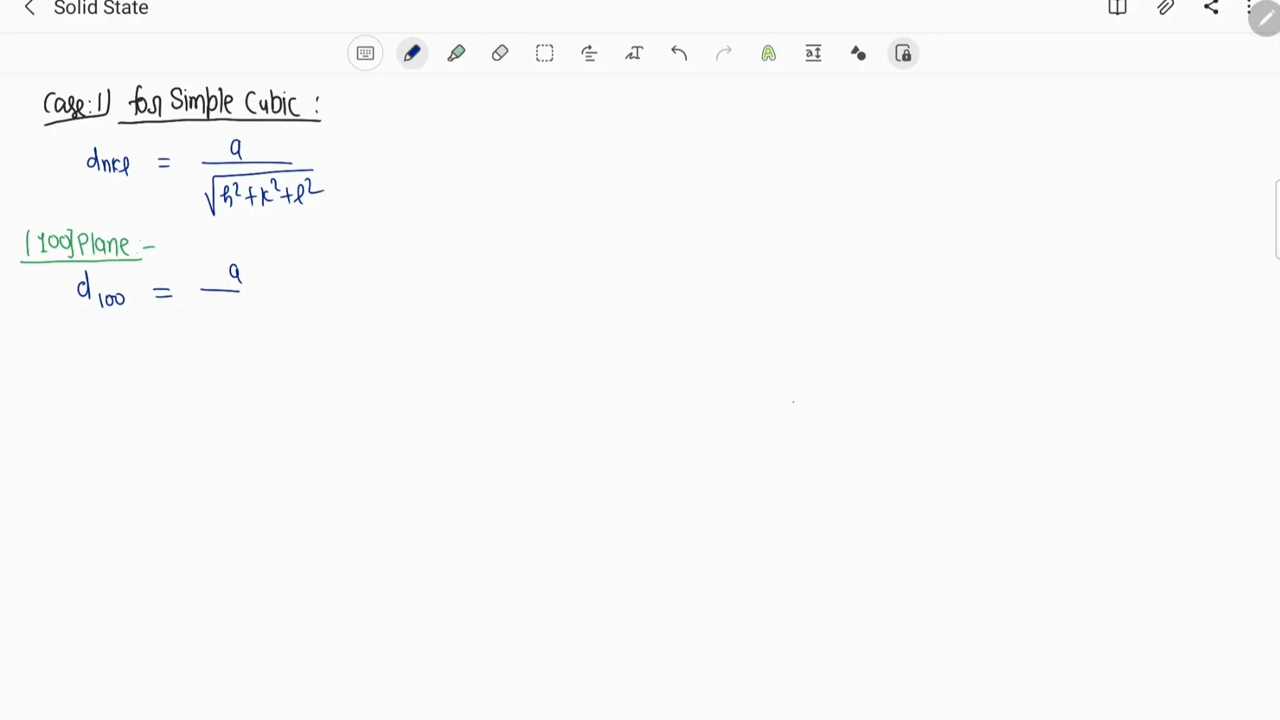 Solid State
Case:1) for Simple Cubic :
dhkl = a
√h²+k²+l²
[100] Plane :-
d100 = a